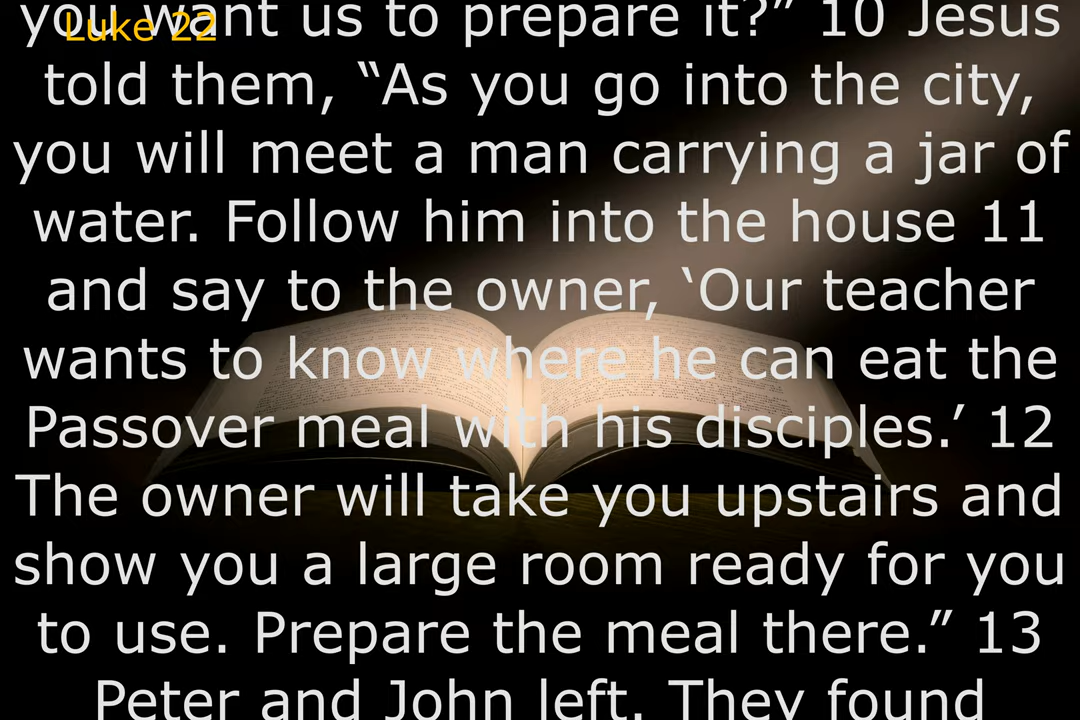 you want us to prepare it?” 10 Jesus
Luke 22
told them, “As you go into the city,
you will meet a man carrying a jar of
water. Follow him into the house 11
and say to the owner, ‘Our teacher
wants to know where he can eat the
Passover meal with his disciples.’ 12
The owner will take you upstairs and
show you a large room ready for you
to use. Prepare the meal there.” 13
Peter and John left. They found